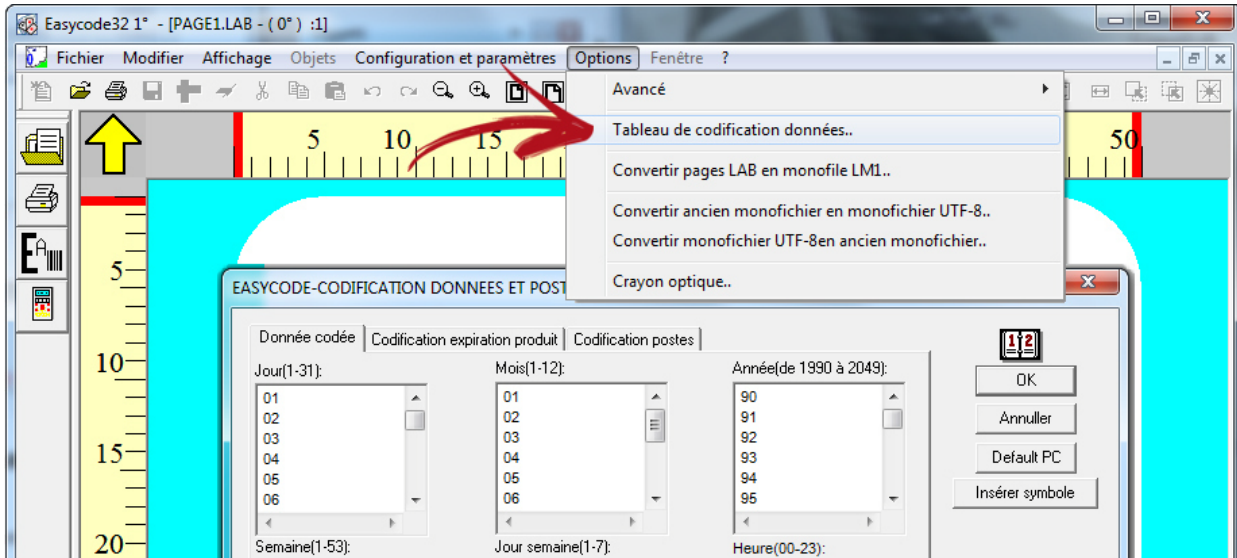 Easycode32 1° - [PAGE1.LAB - ( 0° ) :1]
Fichier Modifier Affichage Objets Configuration et paramètres Options Fenêtre ?
Avancé
Tableau de codification données..
Convertir pages LAB en monofile LM1..
Convertir ancien monofichier en monofichier UTF-8..
Convertir monofichier UTF-8en ancien monofichier..
Crayon optique..
5 10 15 50
5
10
15
20
EASYCODE-CODIFICATION DONNEES ET POST
Donnée codée Codification expiration produit Codification postes
Jour(1-31): Mois(1-12): Année(de 1990 à 2049):
01 01 90
02 02 91
03 03 92
04 04 93
05 05 94
06 06 95
Semaine(1-53): Jour semaine(1-7): Heure(00-23):
OK
Annuller
Default PC
Insérer symbole